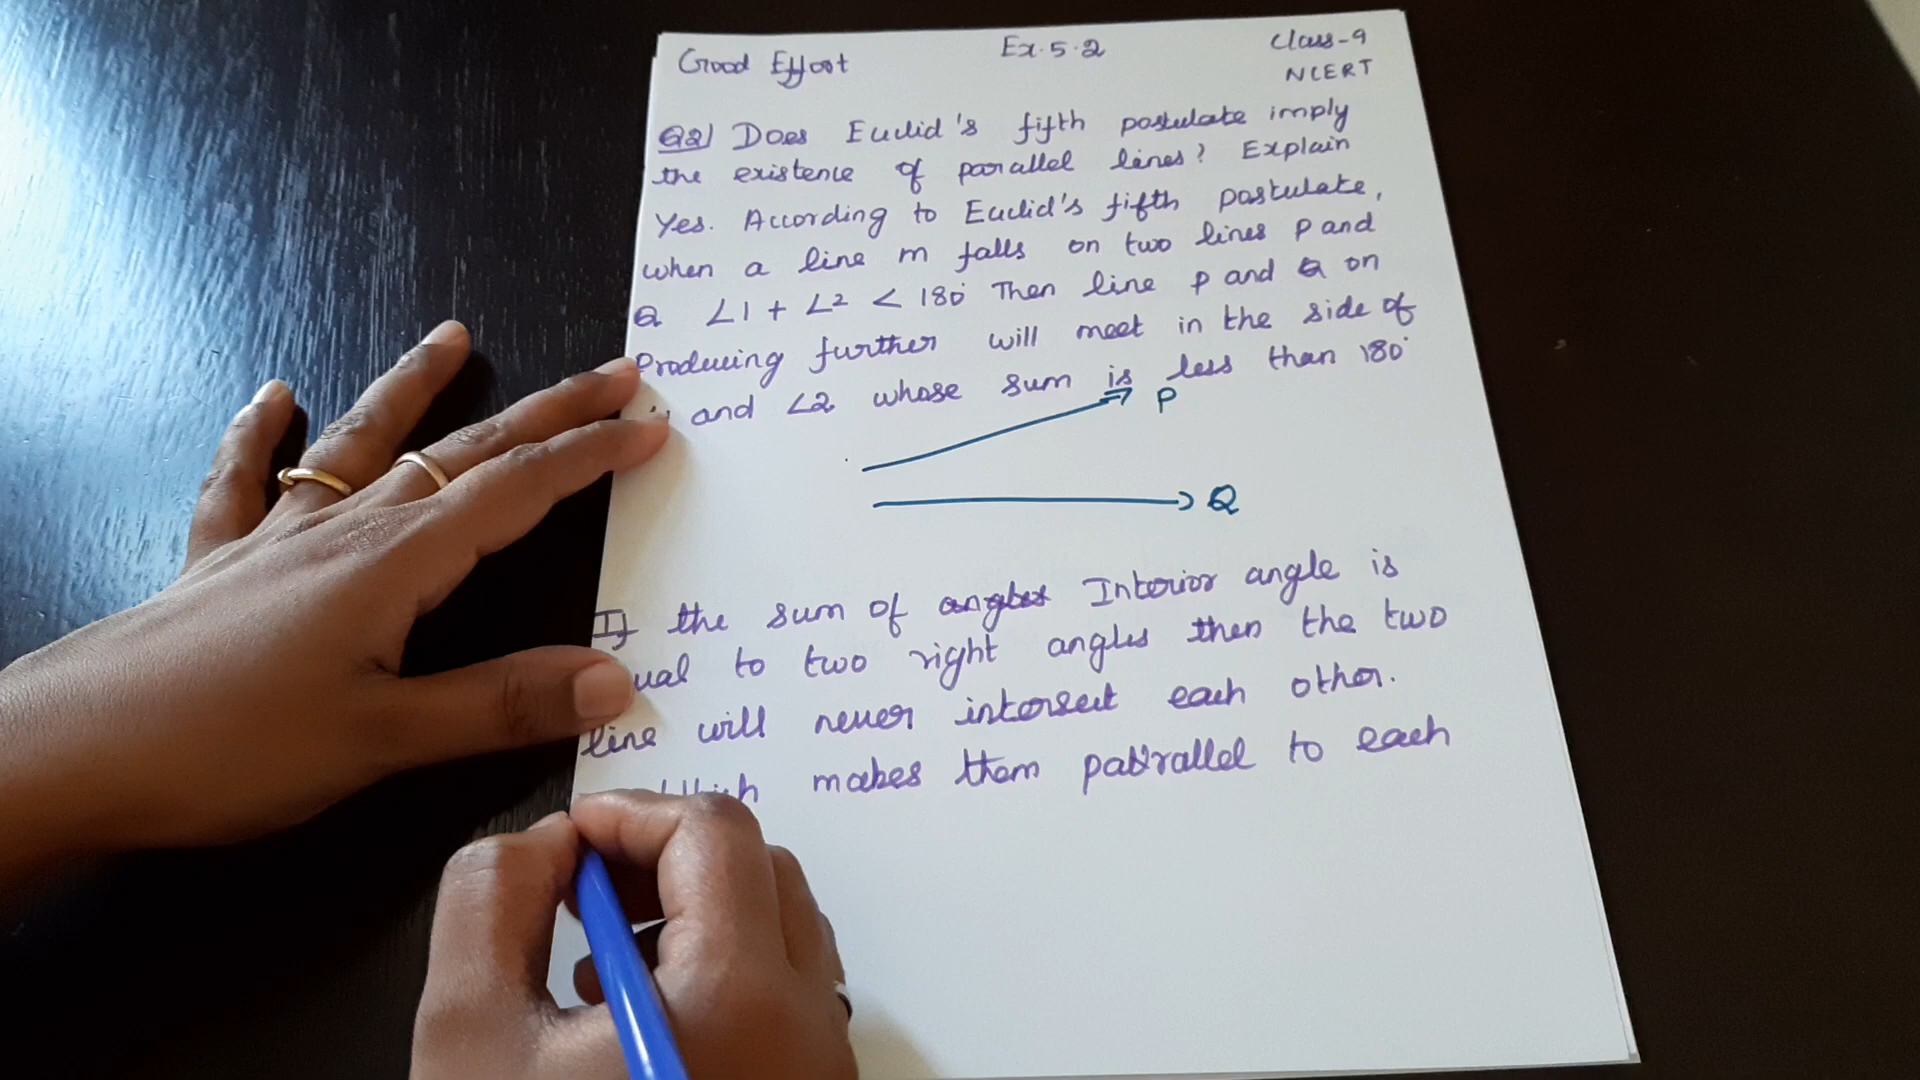 Good Effort
Ex.5.2
Class-9
NCERT
Q2) Does Euclid's fifth postulate imply
the existence of parallel lines? Explain
Yes. According to Euclid's fifth postulate,
when a line m falls on two lines P and
Q ∠1 + ∠2 < 180° Then line P and Q on
Producing further will meet in the side of
and ∠2 whose sum is less than 180°
P
Q
If the sum of angles Interior angle is
ual to two right angles then the two
line will never intersect each other.
Which makes them parallel to each